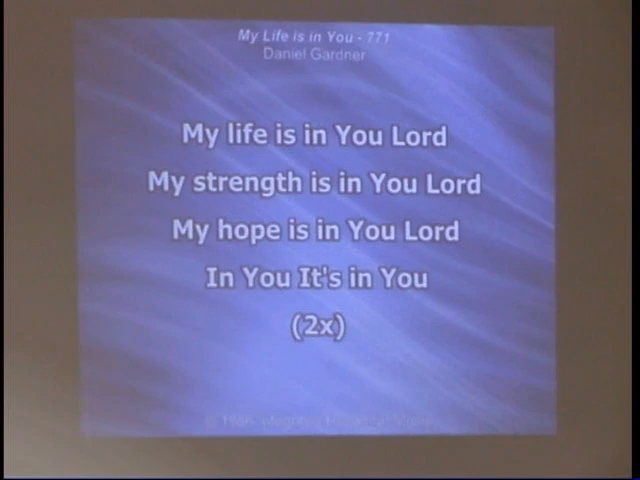 My Life is in You - 771
Daniel Gardner
My life is in You Lord
My strength is in You Lord
My hope is in You Lord
In You It's in You
(2x)